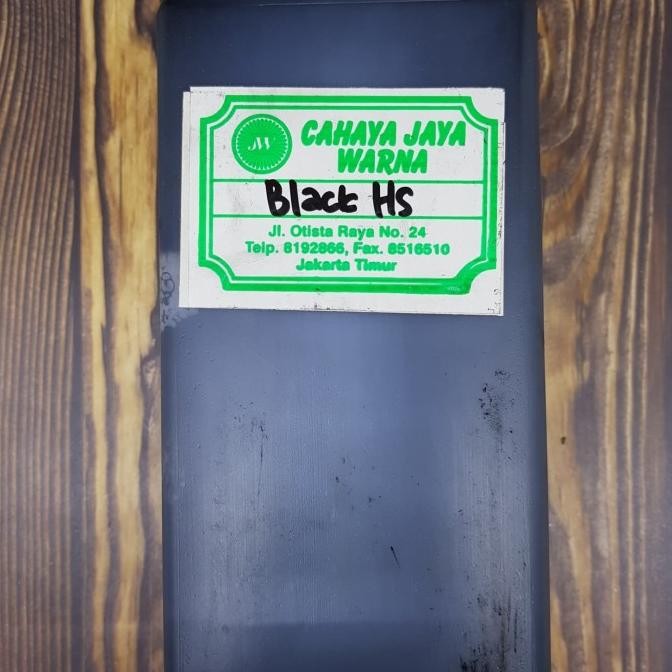 JW
CAHAYA JAYA
WARNA
Black HS
Jl. Otista Raya No. 24
Telp. 8192866, Fax. 8516510
Jakarta Timur